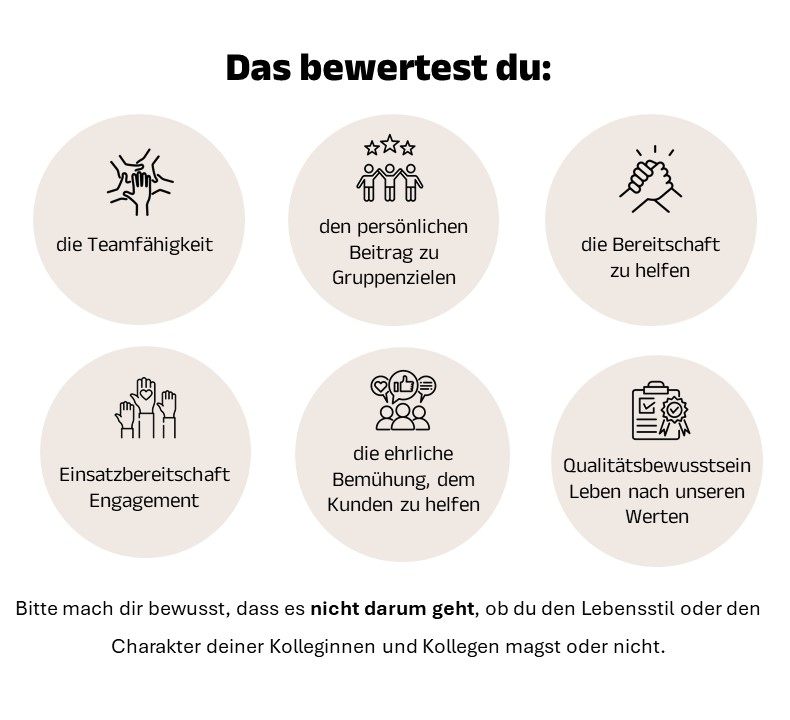 Das bewertest du:
die Teamfähigkeit
den persönlichen
Beitrag zu
Gruppenzielen
die Bereitschaft
zu helfen
Einsatzbereitschaft
Engagement
die ehrliche
Bemühung, dem
Kunden zu helfen
Qualitätsbewusstsein
Leben nach unseren
Werten
Bitte mach dir bewusst, dass es nicht darum geht, ob du den Lebensstil oder den
Charakter deiner Kolleginnen und Kollegen magst oder nicht.